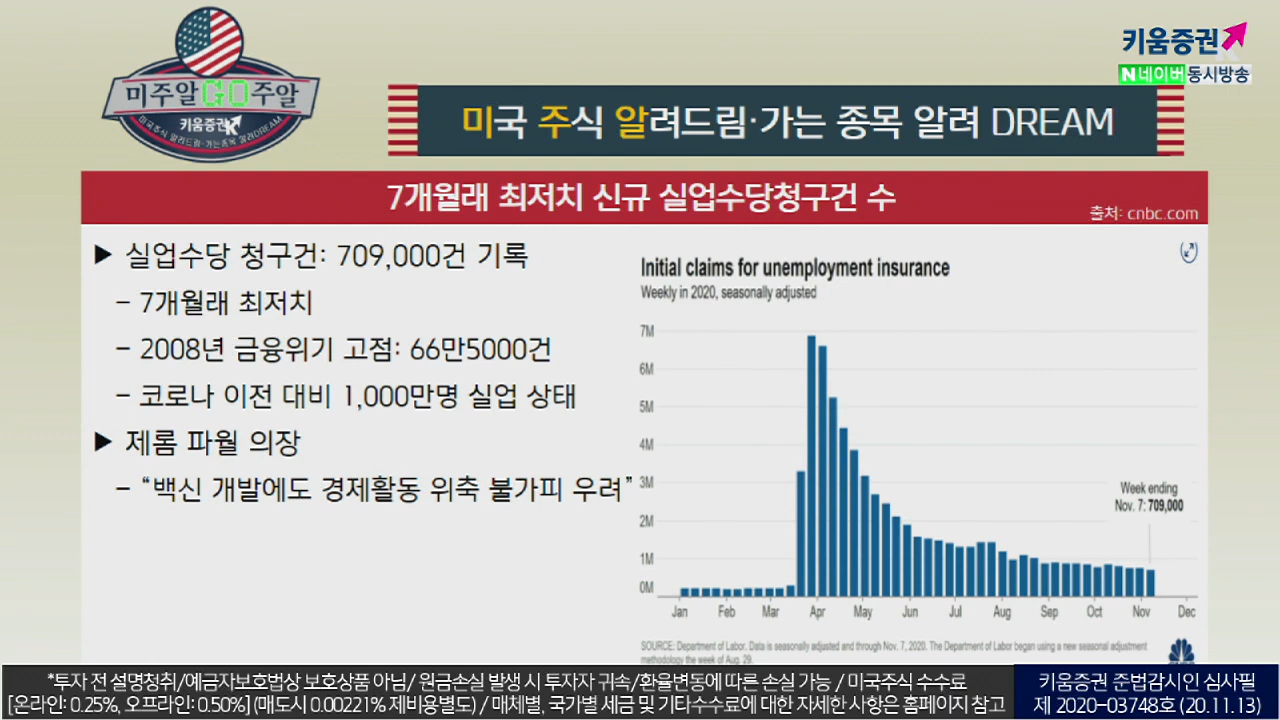 미주알GO주알
키움증권
미국주식 알려드림·가는종목 알려DREAM
키움증권
N네이버 동시방송
미국 주식 알려드림·가는 종목 알려 DREAM
7개월래 최저치 신규 실업수당청구건 수
출처: cnbc.com
▶ 실업수당 청구건: 709,000건 기록
– 7개월래 최저치
– 2008년 금융위기 고점: 66만5000건
– 코로나 이전 대비 1,000만명 실업 상태
▶ 제롬 파월 의장
– “백신 개발에도 경제활동 위축 불가피 우려”
Initial claims for unemployment insurance
Weekly in 2020, seasonally adjusted
7M
6M
5M
4M
3M
2M
1M
0M
Week ending
Nov. 7: 709,000
Jan Feb Mar Apr May Jun Jul Aug Sep Oct Nov Dec
SOURCE: Department of Labor. Data is seasonally adjusted and through Nov. 7, 2020. The Department of Labor began using a new seasonal adjustment
methodology the week of Aug. 29.
*투자 전 설명청취/예금자보호법상 보호상품 아님/ 원금손실 발생 시 투자자 귀속/환율변동에 따른 손실 가능 / 미국주식 수수료
[온라인: 0.25%, 오프라인: 0.50%] (매도시 0.00221% 제비용별도) / 매체별, 국가별 세금 및 기타수수료에 대한 자세한 사항은 홈페이지 참고
키움증권 준법감시인 심사필
제 2020-03748호 (20.11.13)